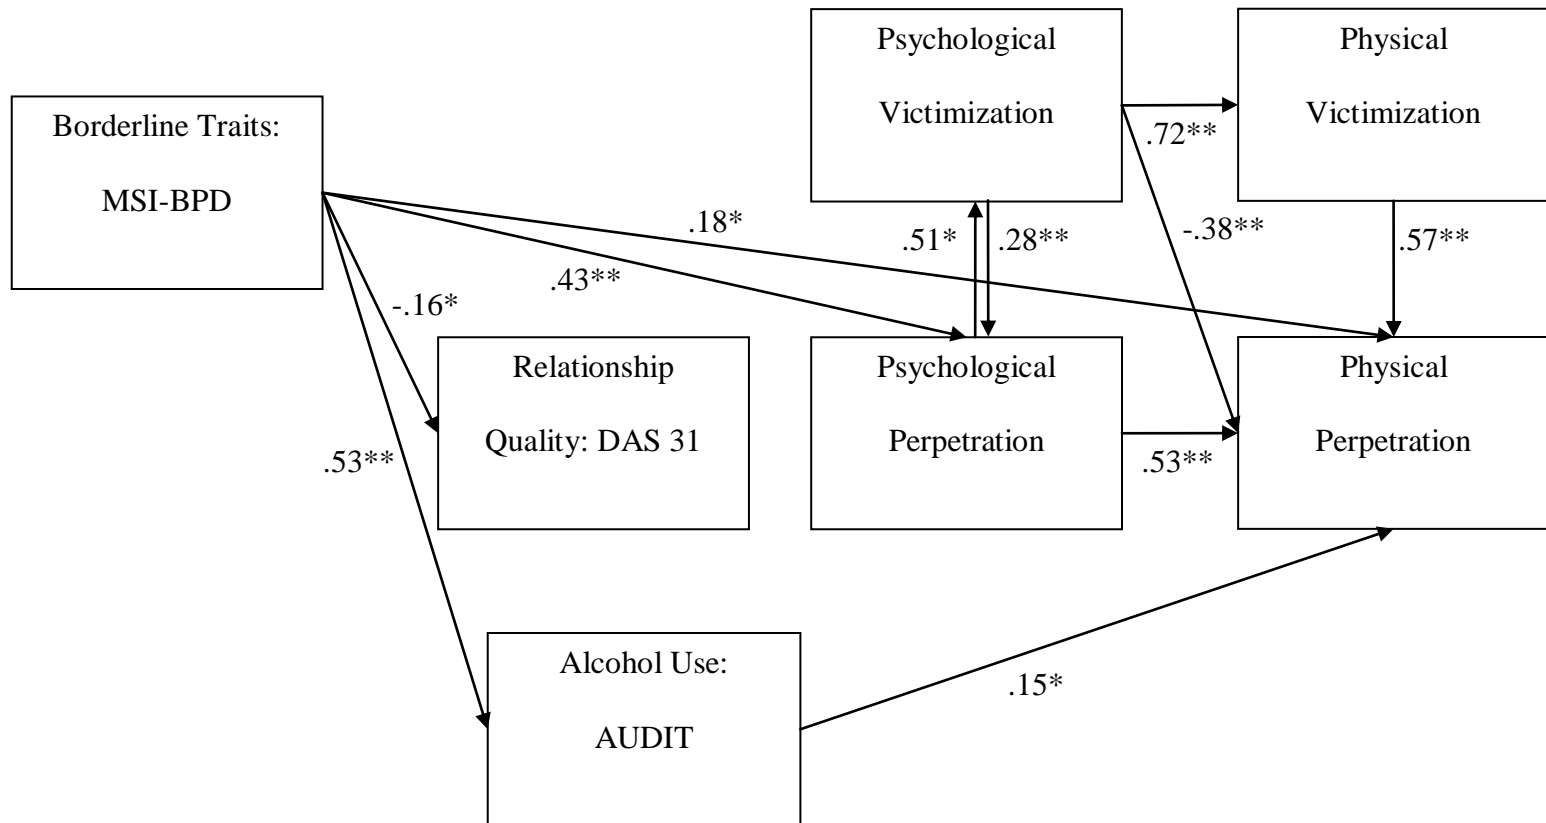 Psychological
Victimization
Physical
Victimization
Borderline Traits:
MSI-BPD
.72**
.18*
.51*
.28**
-.38**
.57**
.43**
-.16*
Relationship
Quality: DAS 31
Psychological
Perpetration
Physical
Perpetration
.53**
.53**
Alcohol Use:
AUDIT
.15*